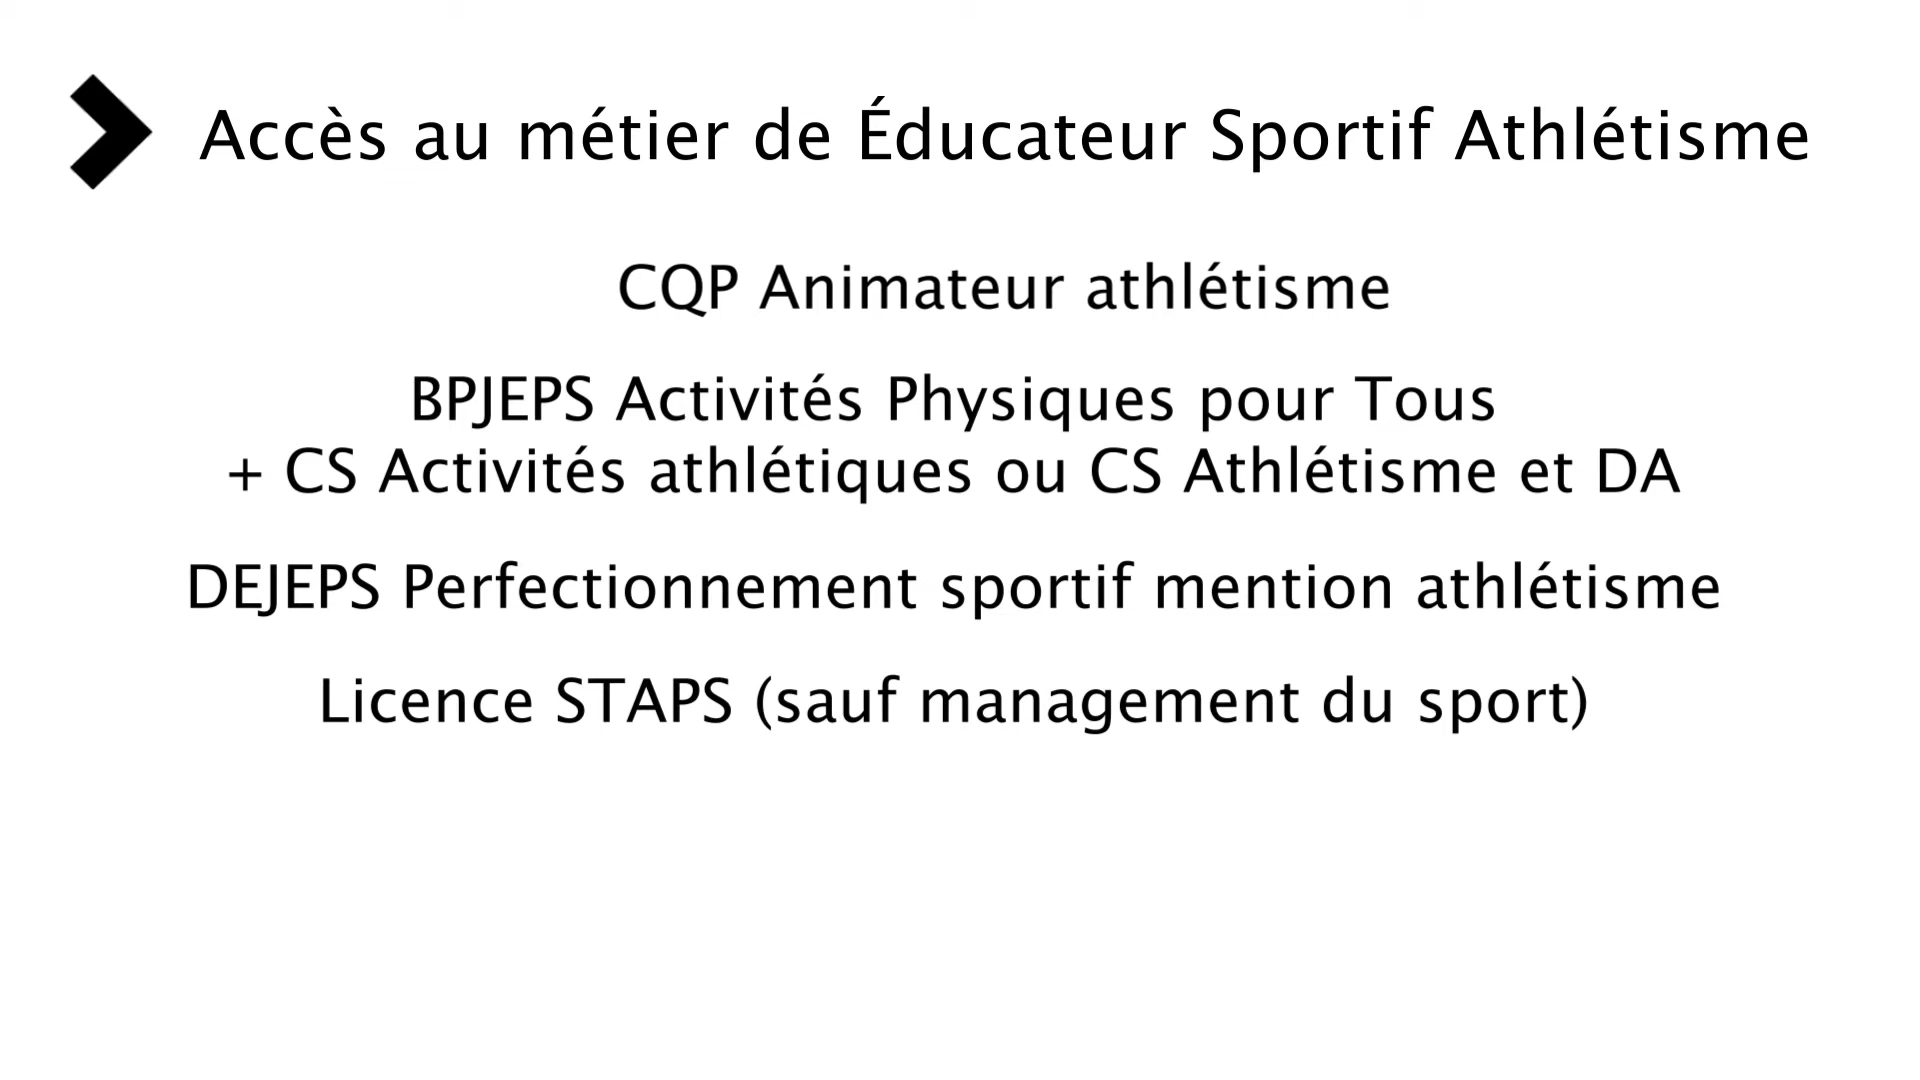 Accès au métier de Éducateur Sportif Athlétisme
CQP Animateur athlétisme
BPJEPS Activités Physiques pour Tous
+ CS Activités athlétiques ou CS Athlétisme et DA
DEJEPS Perfectionnement sportif mention athlétisme
Licence STAPS (sauf management du sport)